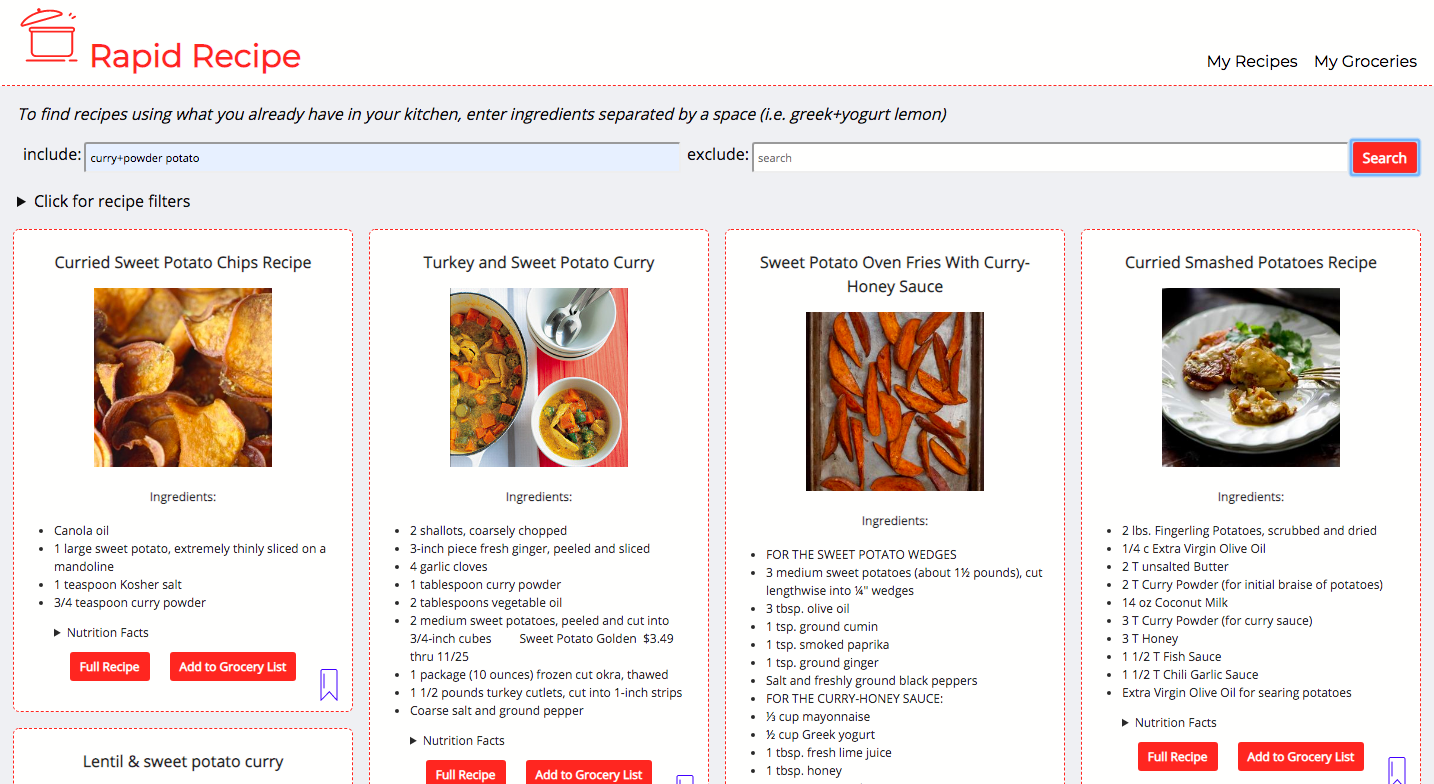 Rapid Recipe
My Recipes My Groceries
To find recipes using what you already have in your kitchen, enter ingredients separated by a space (i.e. greek+yogurt lemon)
include: curry+powder potato exclude: search Search
Click for recipe filters
Curried Sweet Potato Chips Recipe
Ingredients:
Canola oil
1 large sweet potato, extremely thinly sliced on a
mandoline
1 teaspoon Kosher salt
3/4 teaspoon curry powder
Nutrition Facts
Full Recipe Add to Grocery List
Lentil & sweet potato curry
Turkey and Sweet Potato Curry
Ingredients:
2 shallots, coarsely chopped
3-inch piece fresh ginger, peeled and sliced
4 garlic cloves
1 tablespoon curry powder
2 tablespoons vegetable oil
2 medium sweet potatoes, peeled and cut into
3/4-inch cubes Sweet Potato Golden $3.49
thru 11/25
1 package (10 ounces) frozen cut okra, thawed
1 1/2 pounds turkey cutlets, cut into 1-inch strips
Coarse salt and ground pepper
Nutrition Facts
Full Recipe Add to Grocery List
Sweet Potato Oven Fries With Curry-
Honey Sauce
Ingredients:
FOR THE SWEET POTATO WEDGES
3 medium sweet potatoes (about 1½ pounds), cut
lengthwise into ¼" wedges
3 tbsp. olive oil
1 tsp. ground cumin
1 tsp. smoked paprika
1 tsp. ground ginger
Salt and freshly ground black peppers
FOR THE CURRY-HONEY SAUCE:
⅓ cup mayonnaise
½ cup Greek yogurt
1 tbsp. fresh lime juice
1 tbsp. honey
Curried Smashed Potatoes Recipe
Ingredients:
2 lbs. Fingerling Potatoes, scrubbed and dried
1/4 c Extra Virgin Olive Oil
2 T unsalted Butter
2 T Curry Powder (for initial braise of potatoes)
14 oz Coconut Milk
3 T Curry Powder (for curry sauce)
3 T Honey
1 1/2 T Fish Sauce
1 1/2 T Chili Garlic Sauce
Extra Virgin Olive Oil for searing potatoes
Nutrition Facts
Full Recipe Add to Grocery List